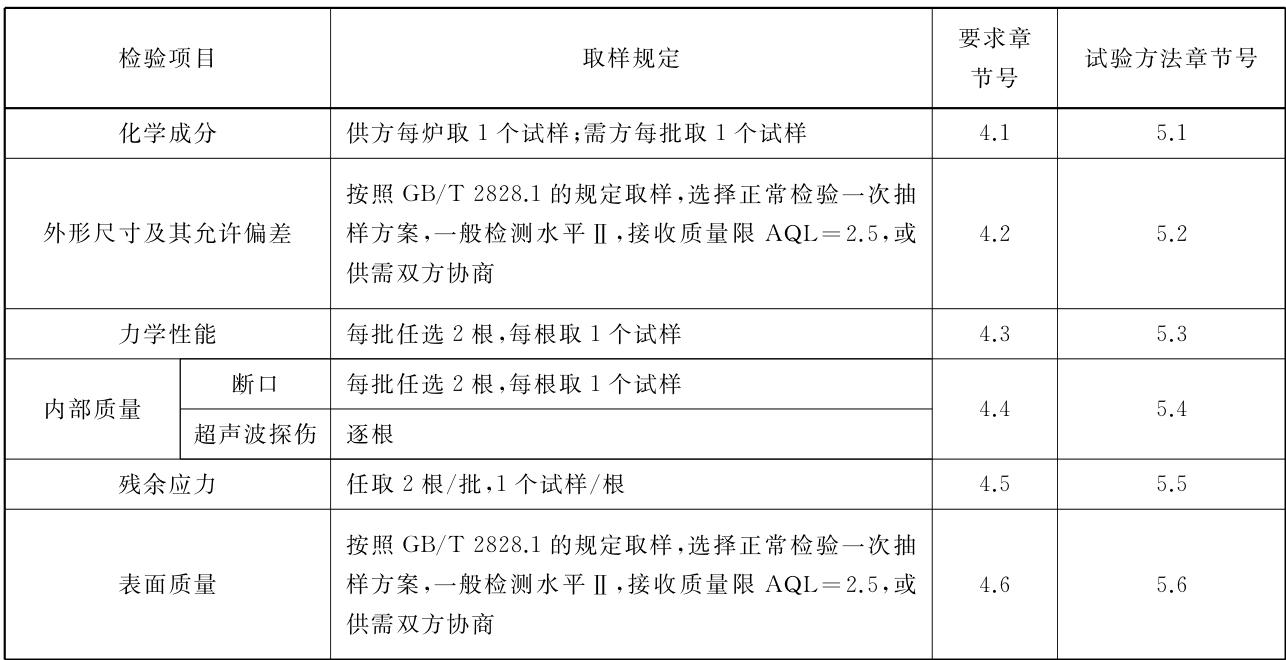 检验项目
取样规定
要求章
节号
试验方法章节号
化学成分
供方每炉取 1 个试样;需方每批取 1 个试样
4.1
5.1
外形尺寸及其允许偏差
按照 GB/T 2828.1 的规定取样,选择正常检验一次抽
样方案,一般检测水平Ⅱ,接收质量限 AQL=2.5,或
供需双方协商
4.2
5.2
力学性能
每批任选 2 根,每根取 1 个试样
4.3
5.3
内部质量
断口
每批任选 2 根,每根取 1 个试样
4.4
5.4
超声波探伤
逐根
残余应力
任取 2 根/批,1 个试样/根
4.5
5.5
表面质量
按照 GB/T 2828.1 的规定取样,选择正常检验一次抽
样方案,一般检测水平Ⅱ,接收质量限 AQL=2.5,或
供需双方协商
4.6
5.6